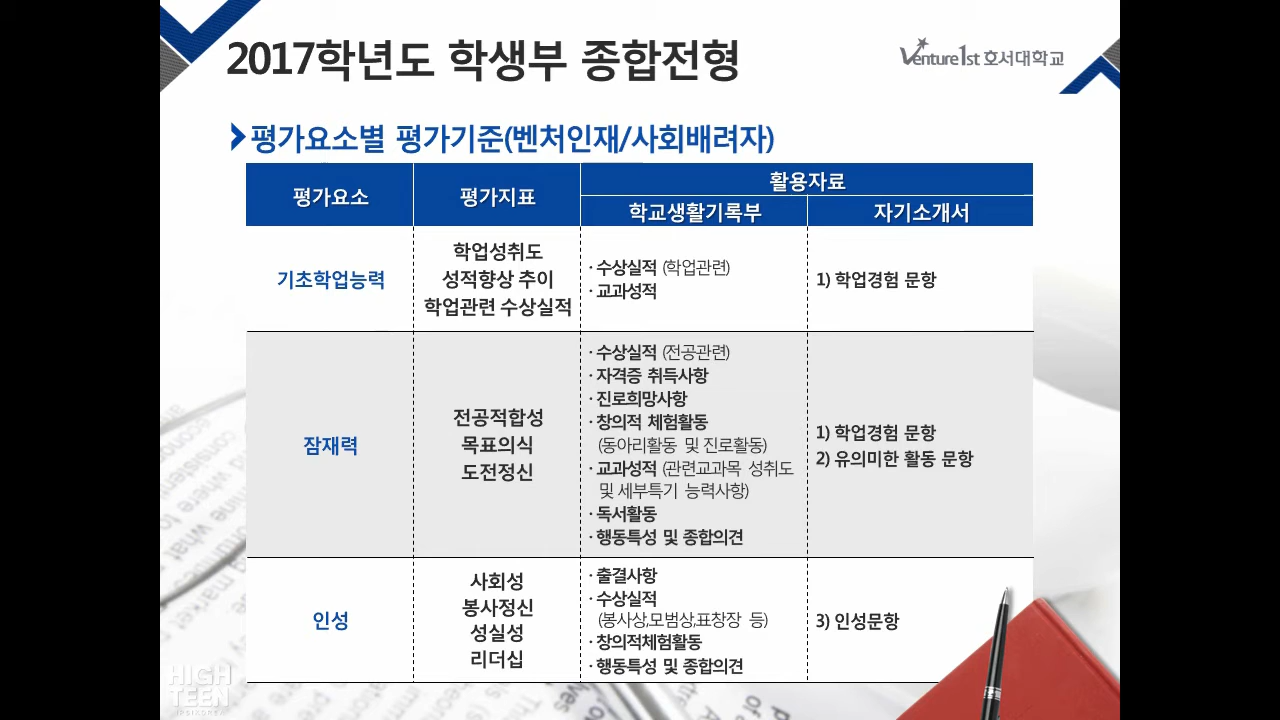 2017학년도 학생부 종합전형
Venture1st 호서대학교
평가요소별 평가기준(벤처인재/사회배려자)
평가요소
평가지표
활용자료
학교생활기록부
자기소개서
기초학업능력
학업성취도
성적향상 추이
학업관련 수상실적
· 수상실적 (학업관련)
· 교과성적
1) 학업경험 문항
잠재력
전공적합성
목표의식
도전정신
· 수상실적 (전공관련)
· 자격증 취득사항
· 진로희망사항
· 창의적 체험활동
(동아리활동 및 진로활동)
· 교과성적 (관련교과목 성취도
및 세부특기 능력사항)
· 독서활동
· 행동특성 및 종합의견
1) 학업경험 문항
2) 유의미한 활동 문항
인성
사회성
봉사정신
성실성
리더십
· 출결사항
· 수상실적
(봉사상,모범상,표창장 등)
· 창의적체험활동
· 행동특성 및 종합의견
3) 인성문항
HIGH
TEEN